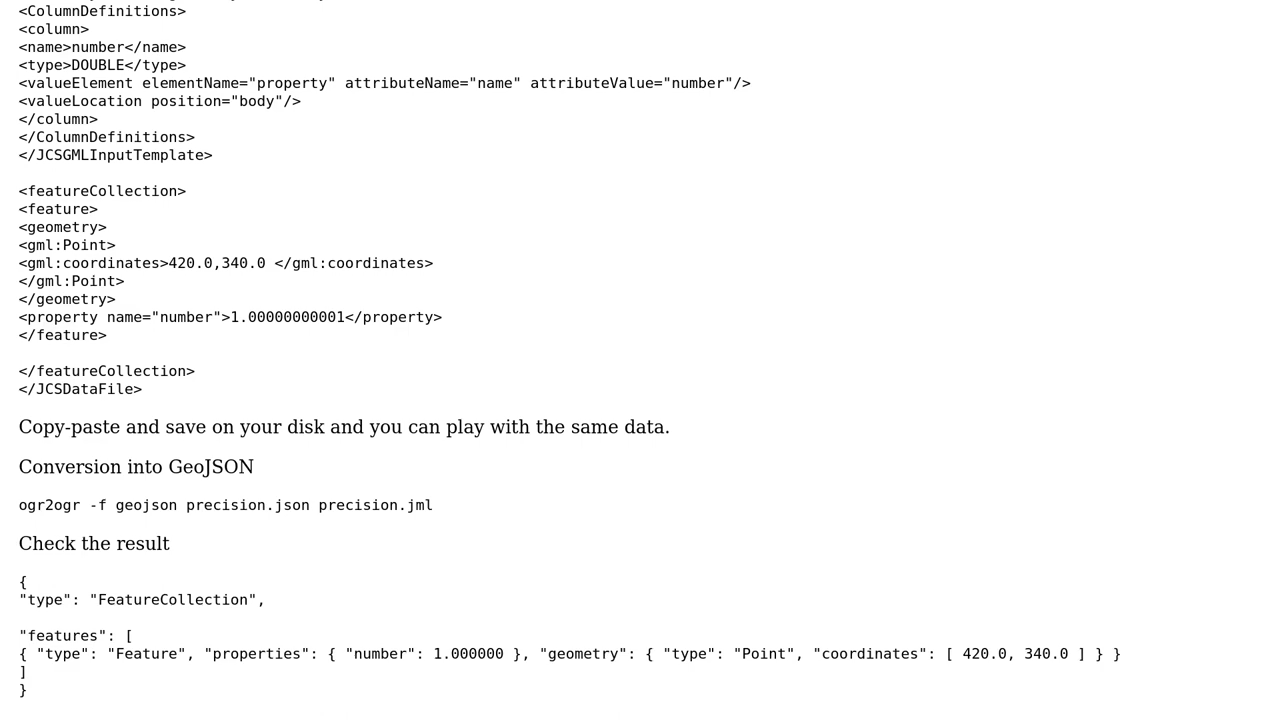 <ColumnDefinitions>
<column>
<name>number</name>
<type>DOUBLE</type>
<valueElement elementName="property" attributeName="name" attributeValue="number"/>
<valueLocation position="body"/>
</column>
</ColumnDefinitions>
</JCSGMLInputTemplate>

<featureCollection>
<feature>
<geometry>
<gml:Point>
<gml:coordinates>420.0,340.0 </gml:coordinates>
</gml:Point>
</geometry>
<property name="number">1.00000000001</property>
</feature>

</featureCollection>
</JCSDataFile>

Copy-paste and save on your disk and you can play with the same data.

Conversion into GeoJSON

ogr2ogr -f geojson precision.json precision.jml

Check the result

{
"type": "FeatureCollection",

"features": [
{ "type": "Feature", "properties": { "number": 1.000000 }, "geometry": { "type": "Point", "coordinates": [ 420.0, 340.0 ] } }
]
}